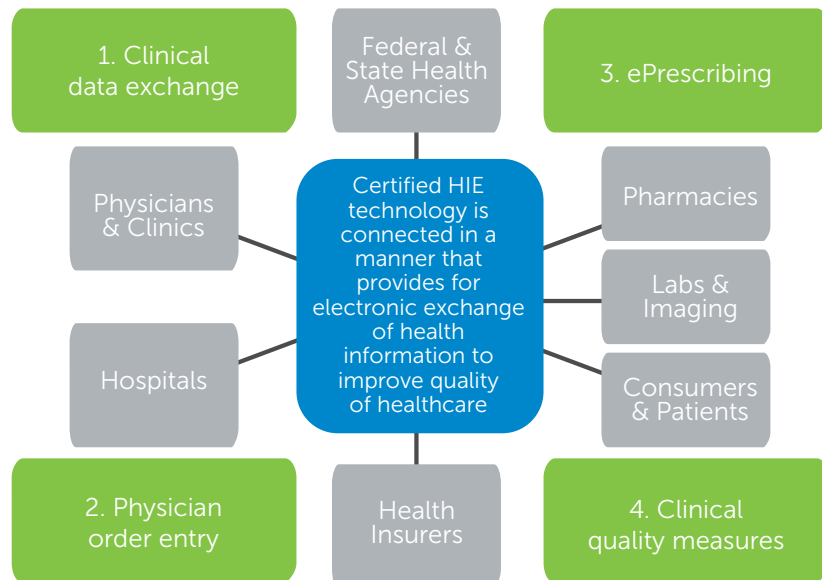 1. Clinical
data exchange
Federal &
State Health
Agencies
3. ePrescribing
Physicians
& Clinics
Certified HIE
technology is
connected in a
manner that
provides for
electronic exchange
of health
information to
improve quality
of healthcare
Pharmacies
Labs &
Imaging
Hospitals
Consumers
& Patients
2. Physician
order entry
Health
Insurers
4. Clinical
quality measures